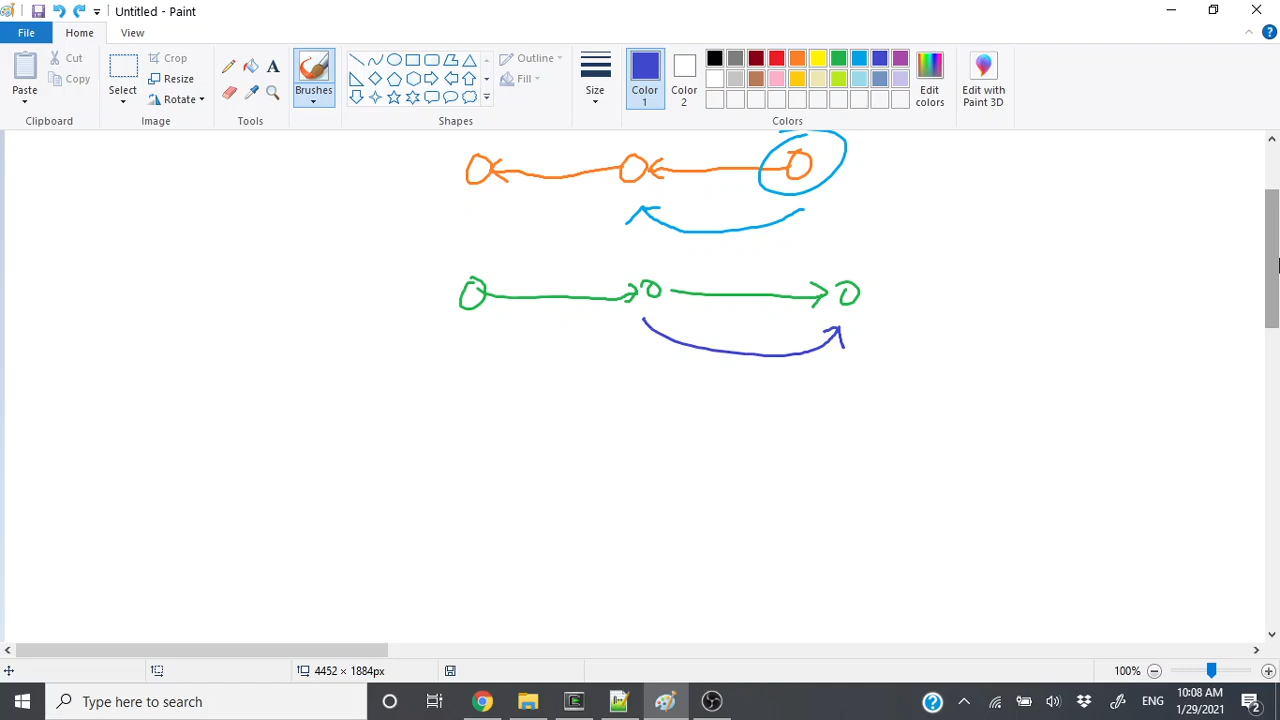 Untitled - Paint
File
Home
View
Paste
Cut
Copy
Clipboard
Select
Crop
Resize
Rotate
Image
Tools
A
Brushes
Outline
Fill
Shapes
Size
Color 1
Color 2
Edit colors
Colors
Edit with Paint 3D
4452 × 1884px
100%
Type here to search
ENG
10:08 AM
1/29/2021
2